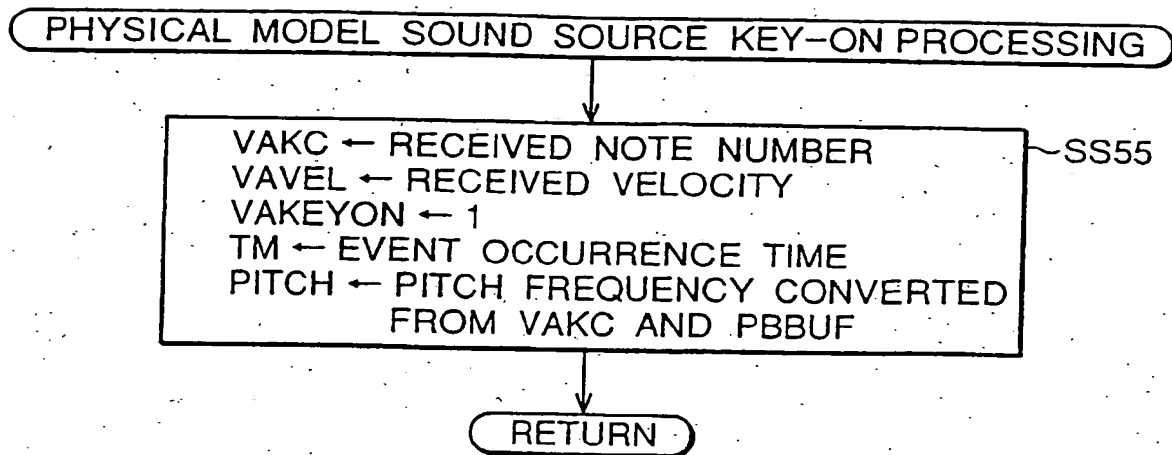 PHYSICAL MODEL SOUND SOURCE KEY-ON PROCESSING
VAKC ← RECEIVED NOTE NUMBER
SS55
VAVEL ← RECEIVED VELOCITY
VAKEYON ← 1
TM ← EVENT OCCURRENCE TIME
PITCH ← PITCH FREQUENCY CONVERTED
FROM VAKC AND PBBUF
RETURN